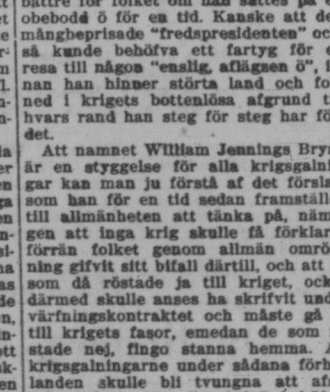 bättre för folket om han sattes på
obebodd ö för en tid. Kanske att de
mångbeprisade "fredspresidenten" oc
så kunde behöfva ett fartyg för
resa till någon "enslig, aflägsen ö", i
nan han hinner störta land och fo
ned i krigets bottenlösa afgrund t
hvars rand han steg för steg har fö
det.
Att namnet William Jennings Brya
är en styggelse för alla krigsgaln
gar kan man ju förstå af det försla
som han för en tid sedan framställ
till allmänheten att tänka på, näm
gen att inga krig skulle få förklar
förrän folket genom allmän omrö
ning gifvit sitt bifall därtill, och att
som då röstade ja till kriget, ock
därmed skulle anses ha skrifvit und
värfningskontraktet och måste gå
till krigets fasor, emedan de som
stade nej, fingo stanna hemma. A
krigsgalningarne under sådana förh
landen skulle bli tvungna att